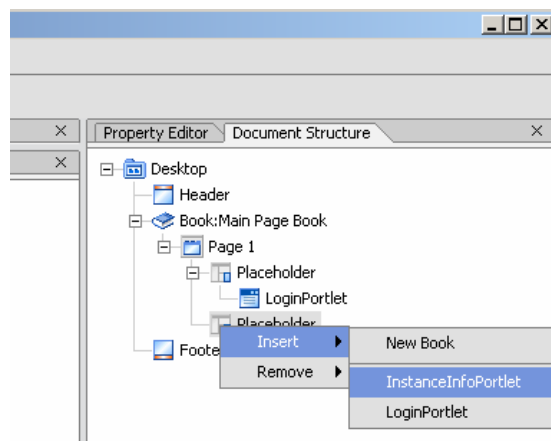 Property Editor Document Structure
Desktop
Header
Book:Main Page Book
Page 1
Placeholder
LoginPortlet
Placeholder
Insert New Book
Foote
Remove InstanceInfoPortlet
LoginPortlet